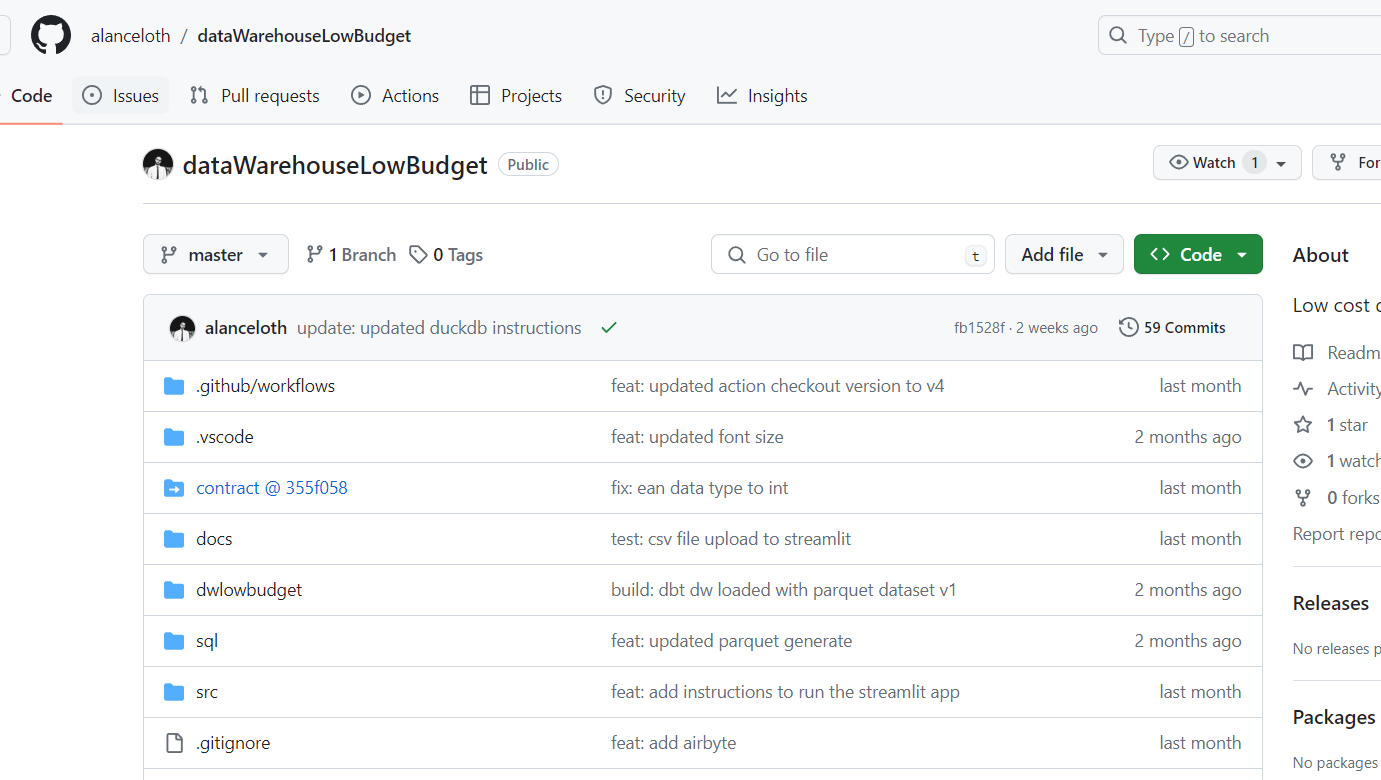 alanceloth / dataWarehouseLowBudget
Type / to search
Code Issues Pull requests Actions Projects Security Insights
dataWarehouseLowBudget Public
Watch 1
For
master 1 Branch 0 Tags
Go to file t
Add file
Code
alanceloth update: updated duckdb instructions
fb1528f · 2 weeks ago 59 Commits
.github/workflows feat: updated action checkout version to v4 last month
.vscode feat: updated font size 2 months ago
contract @ 355f058 fix: ean data type to int last month
docs test: csv file upload to streamlit last month
dwlowbudget build: dbt dw loaded with parquet dataset v1 2 months ago
sql feat: updated parquet generate 2 months ago
src feat: add instructions to run the streamlit app last month
.gitignore feat: add airbyte last month
About
Low cost
Readm
Activity
1 star
1 watch
0 forks
Report repo
Releases
No releases p
Packages
No packages